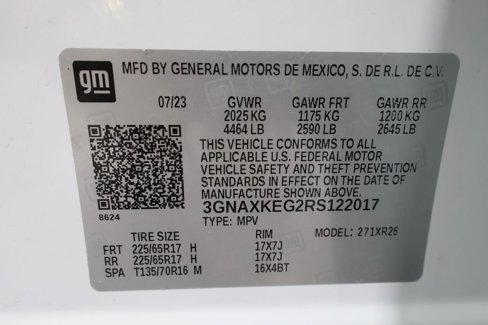 gm MFD BY GENERAL MOTORS DE MEXICO, S. DE R.L. DE C.V.
07/23 GVWR GAWR FRT GAWR RR
2025 KG 1175 KG 1200 KG
4464 LB 2590 LB 2645 LB
THIS VEHICLE CONFORMS TO ALL
APPLICABLE U.S. FEDERAL MOTOR
VEHICLE SAFETY AND THEFT PREVENTION
STANDARDS IN EFFECT ON THE DATE OF
MANUFACTURE SHOWN ABOVE.
8624 3GNAXKEG2RS122017
TYPE: MPV
TIRE SIZE RIM MODEL: 271XR26
FRT 225/65R17 H 17X7J
RR 225/65R17 H 17X7J
SPA T135/70R16 M 16X4BT